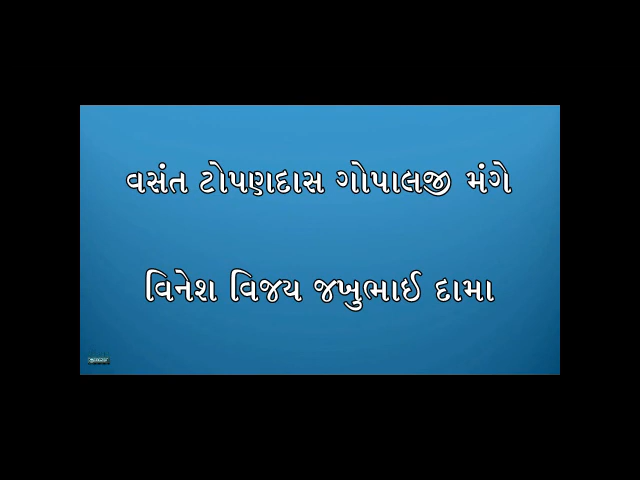 વસંત ટોપણદાસ ગોપાલજી મંગે
વિનેશ વિજય જખુભાઈ દામા